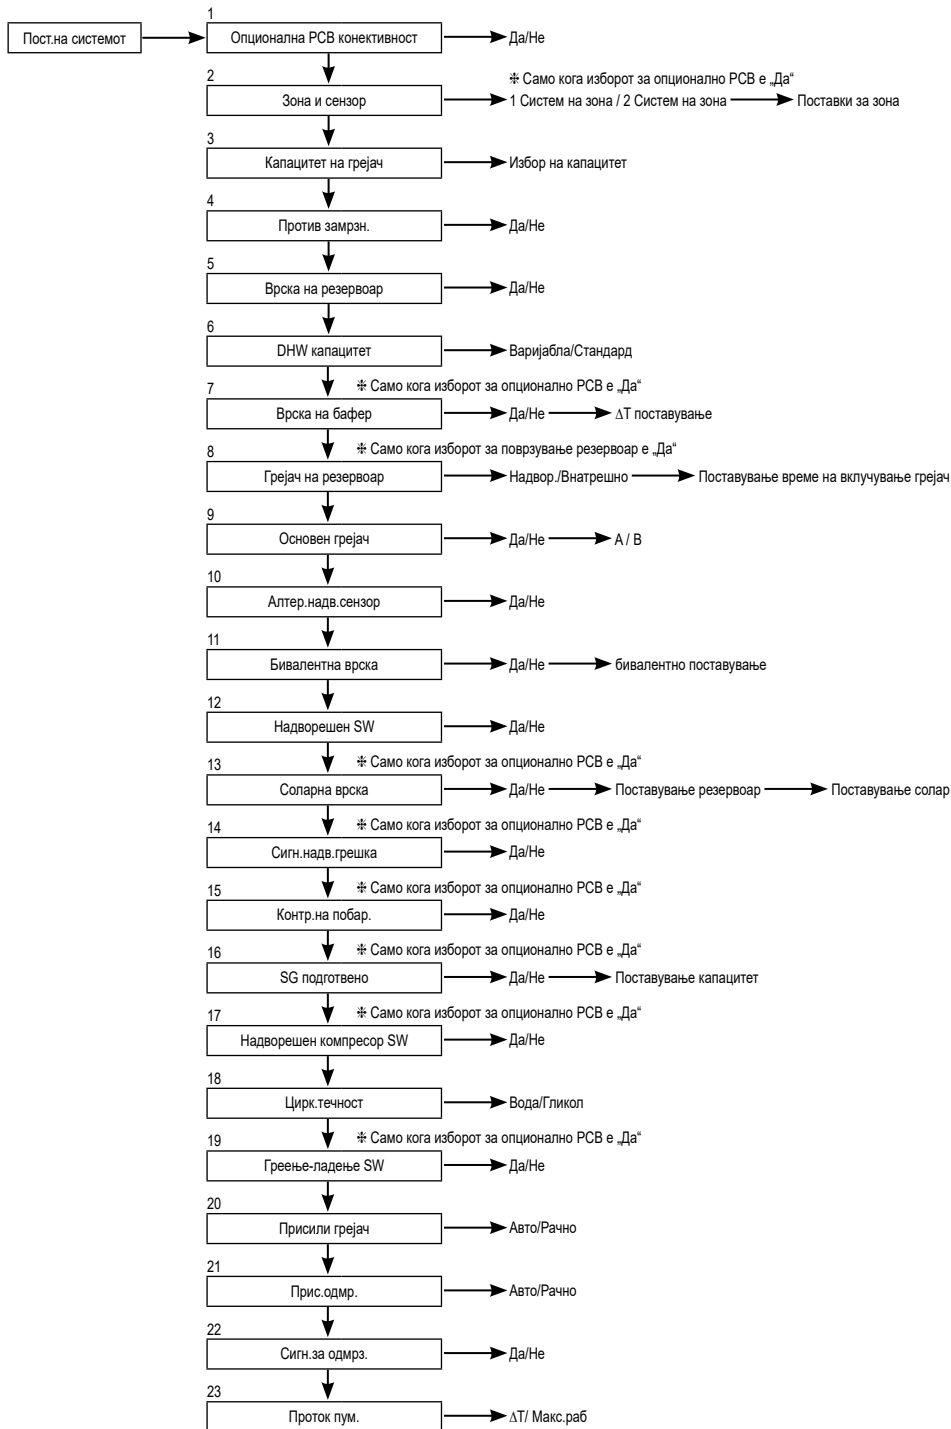 1
Пост.на системот
Опционална PCB конективност
Да/Не
2
❉ Само кога изборот за опционално PCB е „Да“
Зона и сензор
1 Систем на зона / 2 Систем на зона
Поставки за зона
3
Капацитет на грејач
Избор на капацитет
4
Против замрзн.
Да/Не
5
Врска на резервоар
Да/Не
6
DHW капацитет
Варијабла/Стандард
7
❉ Само кога изборот за опционално PCB е „Да“
Врска на бафер
Да/Не
ΔT поставување
8
❉ Само кога изборот за поврзување резервоар е „Да“
Грејач на резервоар
Надвор./Внатрешно
Поставување време на вклучување грејач
9
Основен грејач
Да/Не
A / B
10
Алтер.надв.сензор
Да/Не
11
Бивалентна врска
Да/Не
бивалентно поставување
12
Надворешен SW
Да/Не
13
❉ Само кога изборот за опционално PCB е „Да“
Соларна врска
Да/Не
Поставување резервоар
Поставување солар
14
❉ Само кога изборот за опционално PCB е „Да“
Сигн.надв.грешка
Да/Не
15
❉ Само кога изборот за опционално PCB е „Да“
Контр.на побар.
Да/Не
16
❉ Само кога изборот за опционално PCB е „Да“
SG подготвено
Да/Не
Поставување капацитет
17
❉ Само кога изборот за опционално PCB е „Да“
Надворешен компресор SW
Да/Не
18
Цирк.течност
Вода/Гликол
19
❉ Само кога изборот за опционално PCB е „Да“
Греење-ладење SW
Да/Не
20
Присили грејач
Авто/Рачно
21
Прис.одмр.
Авто/Рачно
22
Сигн.за одмрз.
Да/Не
23
Проток пум.
ΔT/ Макс.раб